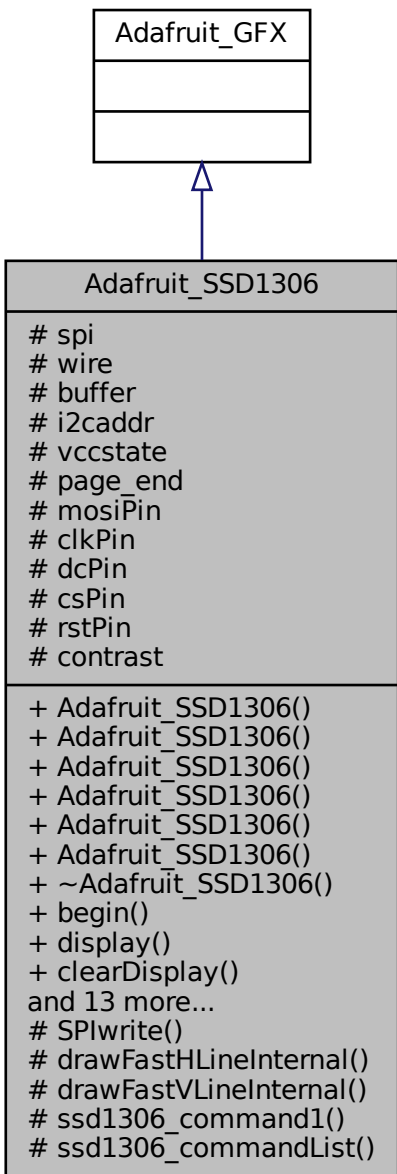 Adafruit_GFX
Adafruit_SSD1306
# spi
# wire
# buffer
# i2caddr
# vccstate
# page_end
# mosiPin
# clkPin
# dcPin
# csPin
# rstPin
# contrast
+ Adafruit_SSD1306()
+ Adafruit_SSD1306()
+ Adafruit_SSD1306()
+ Adafruit_SSD1306()
+ Adafruit_SSD1306()
+ Adafruit_SSD1306()
+ ~Adafruit_SSD1306()
+ begin()
+ display()
+ clearDisplay()
and 13 more...
# SPIwrite()
# drawFastHLineInternal()
# drawFastVLineInternal()
# ssd1306_command1()
# ssd1306_commandList()